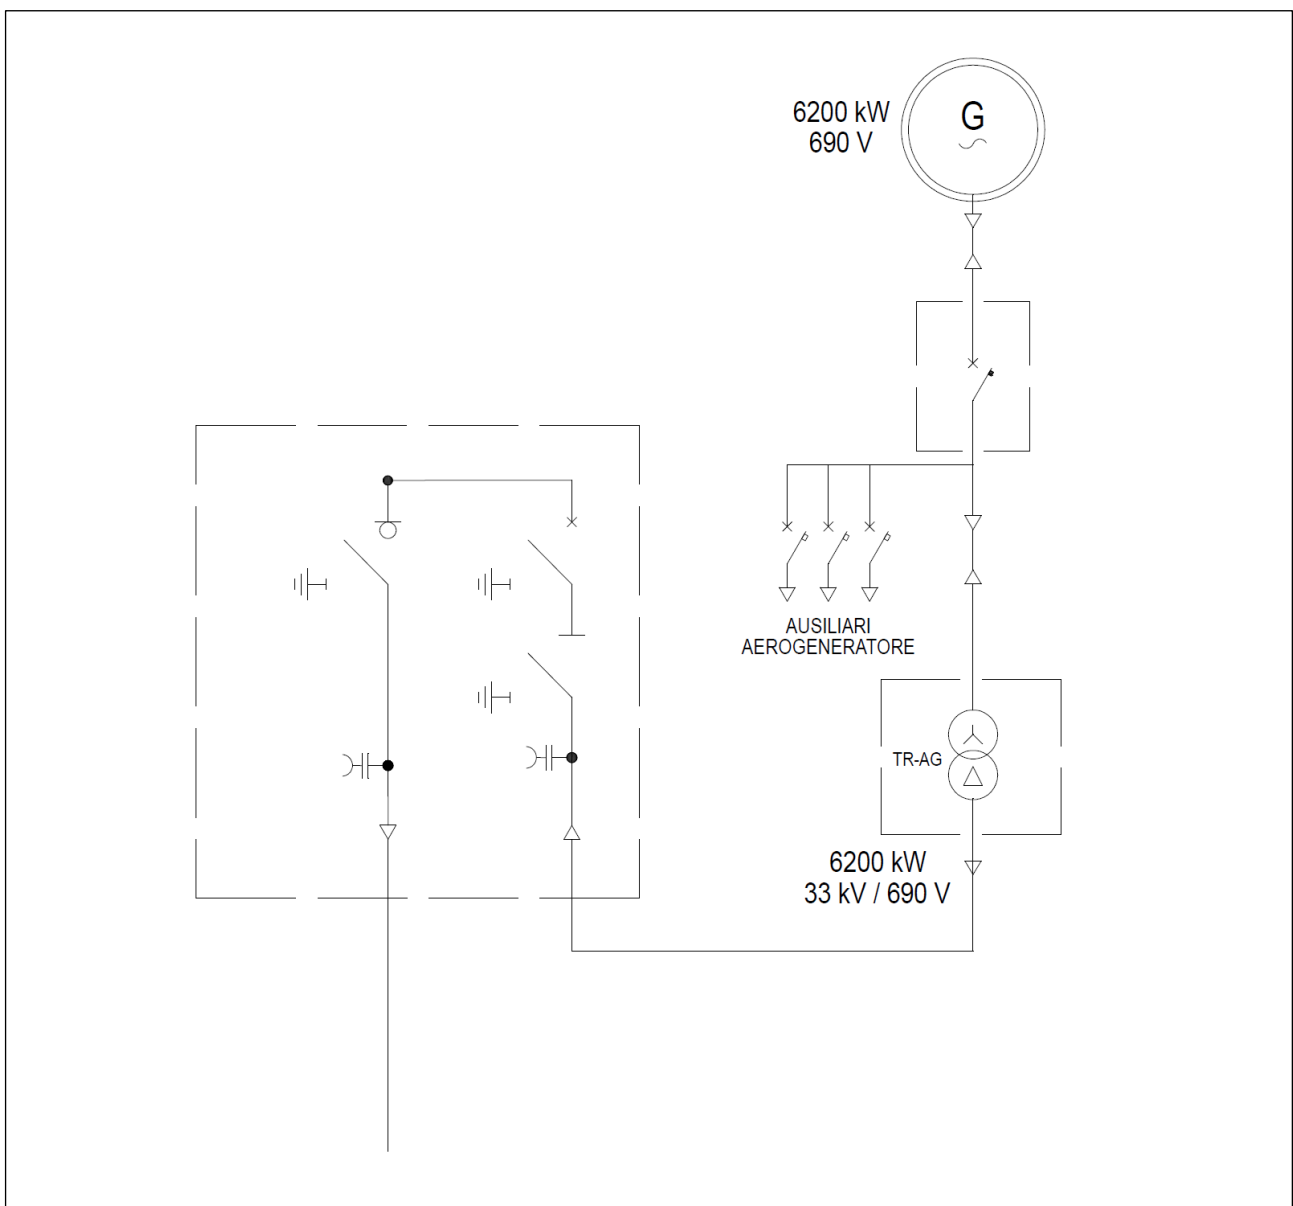 6200 kW
690 V
G
AUSILIARI
AEROGENERATORE
TR-AG
6200 kW
33 kV / 690 V